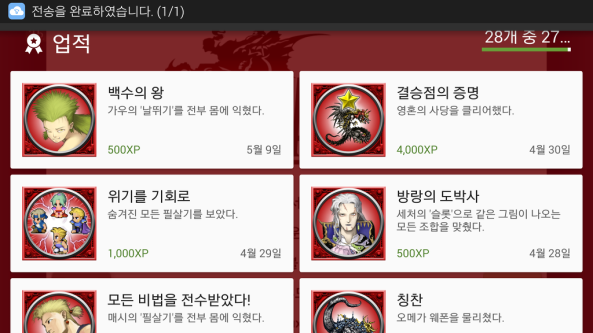 전송을 완료하였습니다. (1/1)
업적
28개 중 27...
백수의 왕
가우의 '날뛰기'를 전부 몸에 익혔다.
500XP
5월 9일
결승점의 증명
영혼의 사당을 클리어했다.
4,000XP
4월 30일
위기를 기회로
숨겨진 모든 필살기를 보았다.
1,000XP
4월 29일
방랑의 도박사
세처의 '슬롯'으로 같은 그림이 나오는
모든 조합을 맞췄다.
500XP
4월 28일
모든 비법을 전수받았다!
매시의 '필살기'를 전부 몸에 익혔다.
칭찬
오메가 웨폰을 물리쳤다.